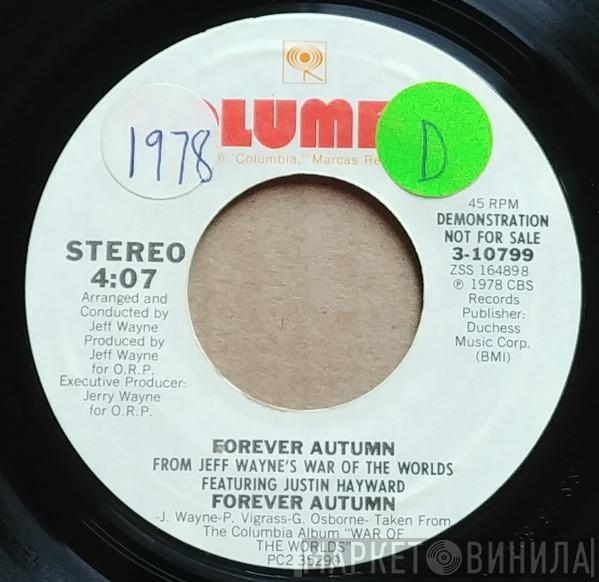 OLUMB
1978
D
® "Columbia," Marcas Re
45 RPM
DEMONSTRATION
NOT FOR SALE
3-10799
ZSS 164898
℗ 1978 CBS
Records
Publisher:
Duchess
Music Corp.
(BMI)
STEREO
4:07
Arranged and
Conducted by
Jeff Wayne
Produced by
Jeff Wayne
for O.R.P.
Executive Producer:
Jerry Wayne
for O.R.P.
FOREVER AUTUMN
FROM JEFF WAYNE'S WAR OF THE WORLDS
FEATURING JUSTIN HAYWARD
FOREVER AUTUMN
-J. Wayne-P. Vigrass-G. Osborne- Taken From
The Columbia Album "WAR OF
THE WORLDS"
PC2 35290
МАРКЕТ ВИНИЛА